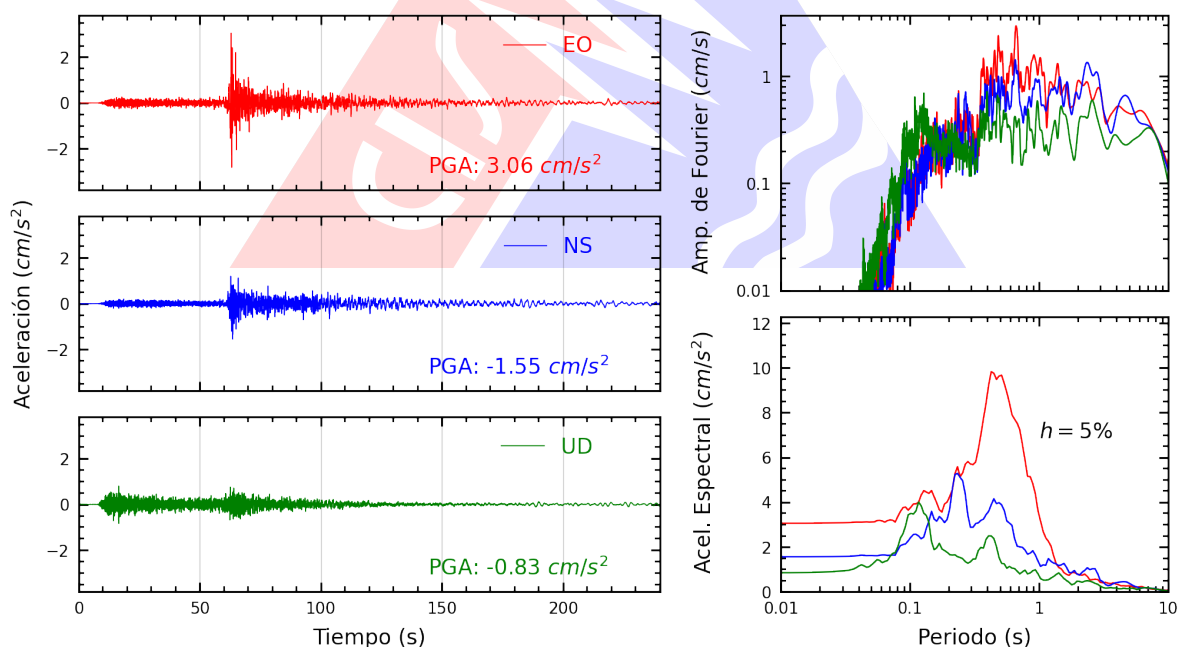 Aceleración (cm/s²)
2
0
−2
EO
PGA: 3.06 cm/s²
2
0
−2
NS
PGA: -1.55 cm/s²
2
0
−2
UD
PGA: -0.83 cm/s²
0 50 100 150 200
Tiempo (s)
Amp. de Fourier (cm/s)
1
0.1
0.01
Acel. Espectral (cm/s²)
12
10
8
6
4
2
0
h = 5%
0.01 0.1 1 10
Periodo (s)